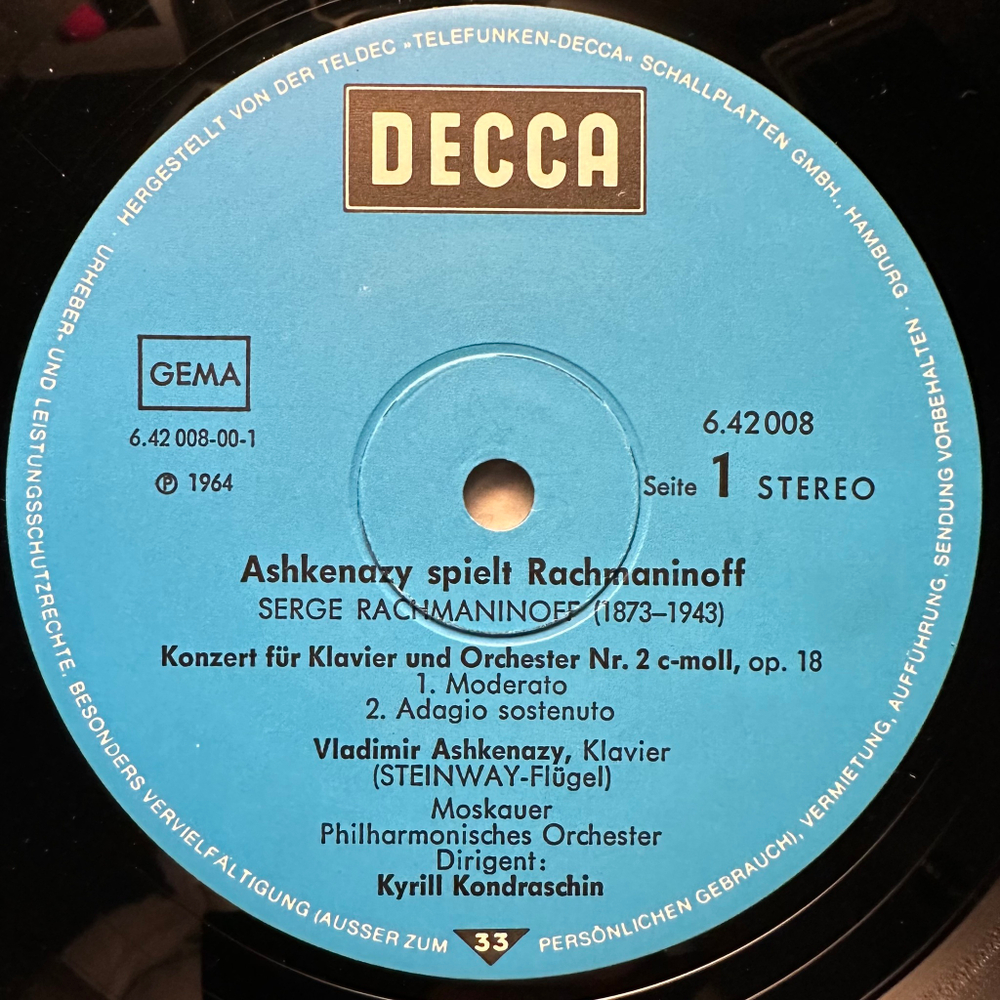 HERGESTELLT VON DER TELDEC »TELEFUNKEN-DECCA« SCHALLPLATTEN GMBH., HAMBURG ·
URHEBER- UND LEISTUNGSSCHUTZRECHTE, BESONDERS VERVIELFÄLTIGUNG (AUSSER ZUM PERSÖNLICHEN GEBRAUCH), VERMIETUNG, AUFFÜHRUNG, SENDUNG VORBEHALTEN ·
DECCA
GEMA
6.42 008-00-1
℗ 1964
6.42008
Seite 1 STEREO
Ashkenazy spielt Rachmaninoff
SERGE RACHMANINOFF (1873–1943)
Konzert für Klavier und Orchester Nr. 2 c-moll, op. 18
1. Moderato
2. Adagio sostenuto
Vladimir Ashkenazy, Klavier
(STEINWAY-Flügel)
Moskauer
Philharmonisches Orchester
Dirigent:
Kyrill Kondraschin
33